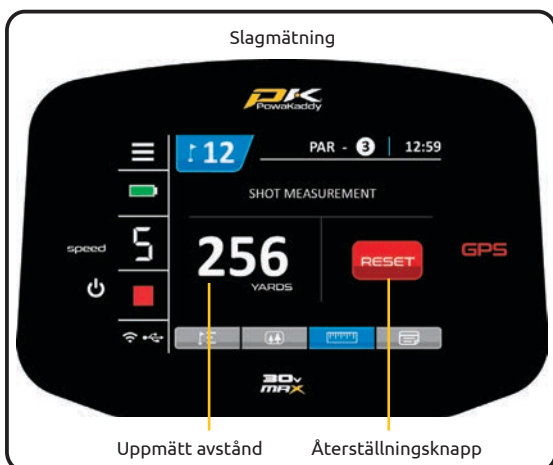 Slagmätning
PK
PowaKaddy
12 PAR - 3 12:59
SHOT MEASUREMENT
speed 5
256
YARDS
RESET
GPS
30V
MAX
Uppmätt avstånd Återställningsknapp